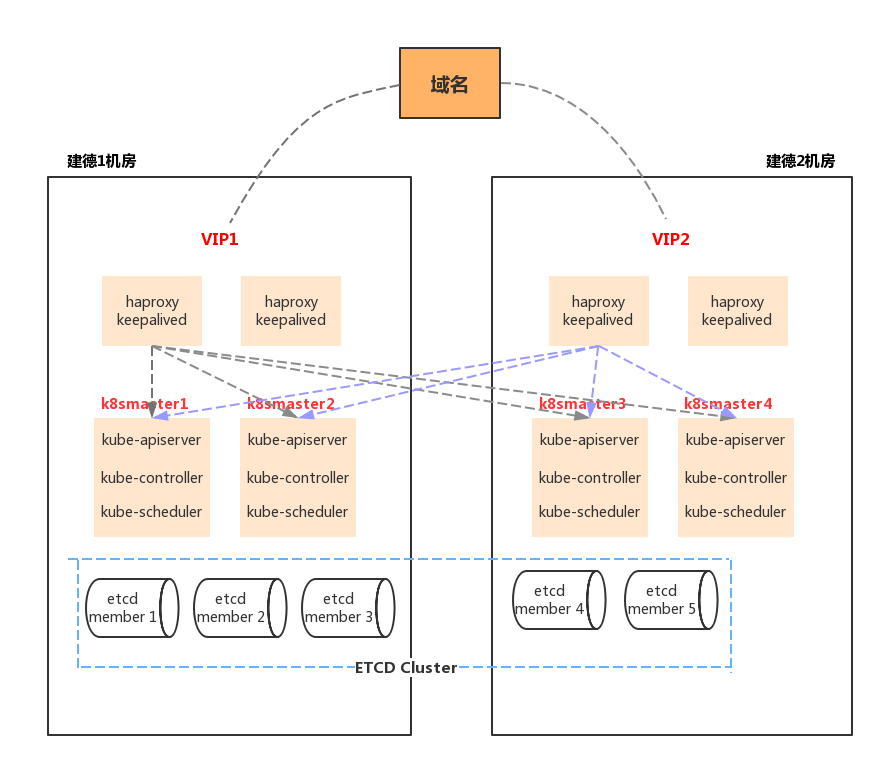 域名
建德1机房
建德2机房
VIP1
VIP2
haproxy
keepalived
haproxy
keepalived
haproxy
keepalived
haproxy
keepalived
k8smaster1
k8smaster2
k8smaster3
k8smaster4
kube-apiserver
kube-controller
kube-scheduler
kube-apiserver
kube-controller
kube-scheduler
kube-apiserver
kube-controller
kube-scheduler
kube-apiserver
kube-controller
kube-scheduler
etcd
member 1
etcd
member 2
etcd
member 3
etcd
member 4
etcd
member 5
ETCD Cluster